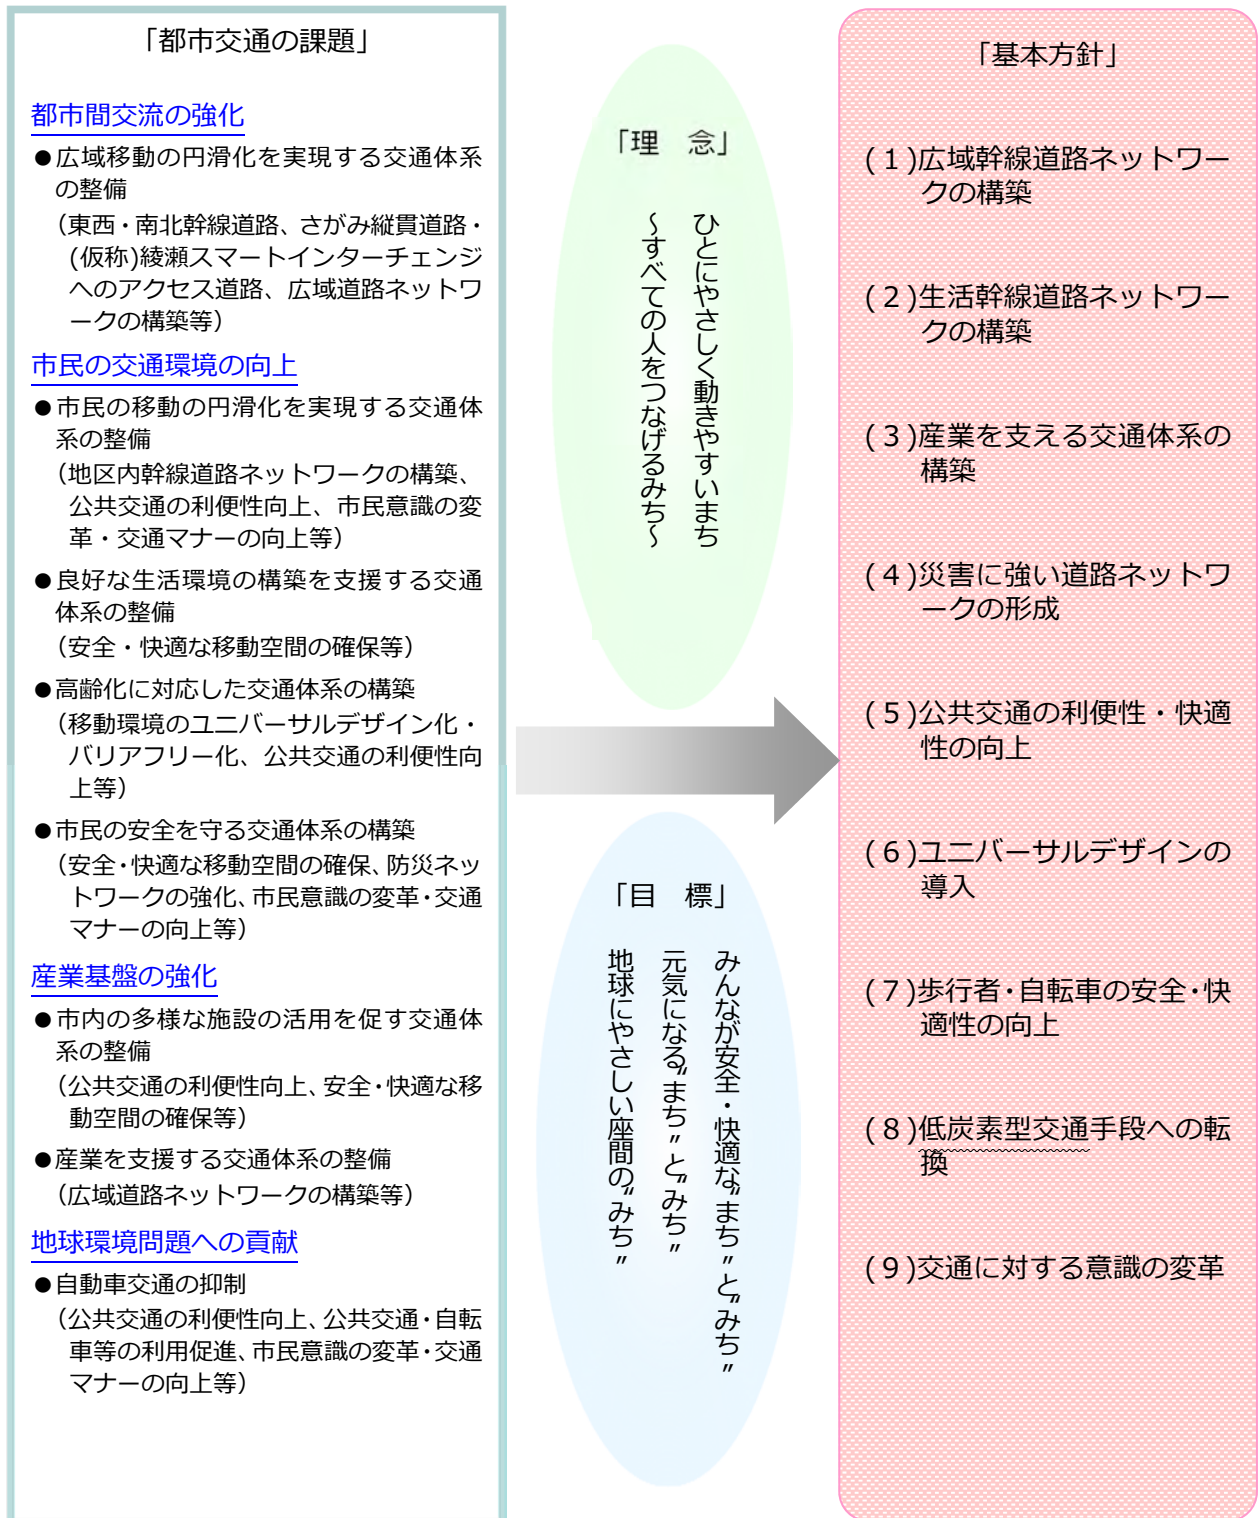 「都市交通の課題」
都市間交流の強化
●広域移動の円滑化を実現する交通体系
の整備
（東西・南北幹線道路、さがみ縦貫道路・
(仮称)綾瀬スマートインターチェンジ
へのアクセス道路、広域道路ネットワ
ークの構築等）
市民の交通環境の向上
●市民の移動の円滑化を実現する交通体
系の整備
（地区内幹線道路ネットワークの構築、
公共交通の利便性向上、市民意識の変
革・交通マナーの向上等）
●良好な生活環境の構築を支援する交通
体系の整備
（安全・快適な移動空間の確保等）
●高齢化に対応した交通体系の構築
（移動環境のユニバーサルデザイン化・
バリアフリー化、公共交通の利便性向
上等）
●市民の安全を守る交通体系の構築
（安全・快適な移動空間の確保、防災ネッ
トワークの強化、市民意識の変革・交通
マナーの向上等）
産業基盤の強化
●市内の多様な施設の活用を促す交通体
系の整備
（公共交通の利便性向上、安全・快適な移
動空間の確保等）
●産業を支援する交通体系の整備
（広域道路ネットワークの構築等）
地球環境問題への貢献
●自動車交通の抑制
（公共交通の利便性向上、公共交通・自転
車等の利用促進、市民意識の変革・交通
マナーの向上等）
「理　念」
ひとにやさしく動きやすいまち
～すべての人をつなげるみち～
「目　標」
みんなが安全・快適な〝まち〟と〝みち〟
元気になる〝まち〟と〝みち〟
地球にやさしい座間の〝みち〟
「基本方針」
(１)広域幹線道路ネットワー
クの構築
(２)生活幹線道路ネットワー
クの構築
(３)産業を支える交通体系の
構築
(４)災害に強い道路ネットワ
ークの形成
(５)公共交通の利便性・快適
性の向上
(６)ユニバーサルデザインの
導入
(７)歩行者・自転車の安全・快
適性の向上
(８)低炭素型交通手段への転
換
(９)交通に対する意識の変革